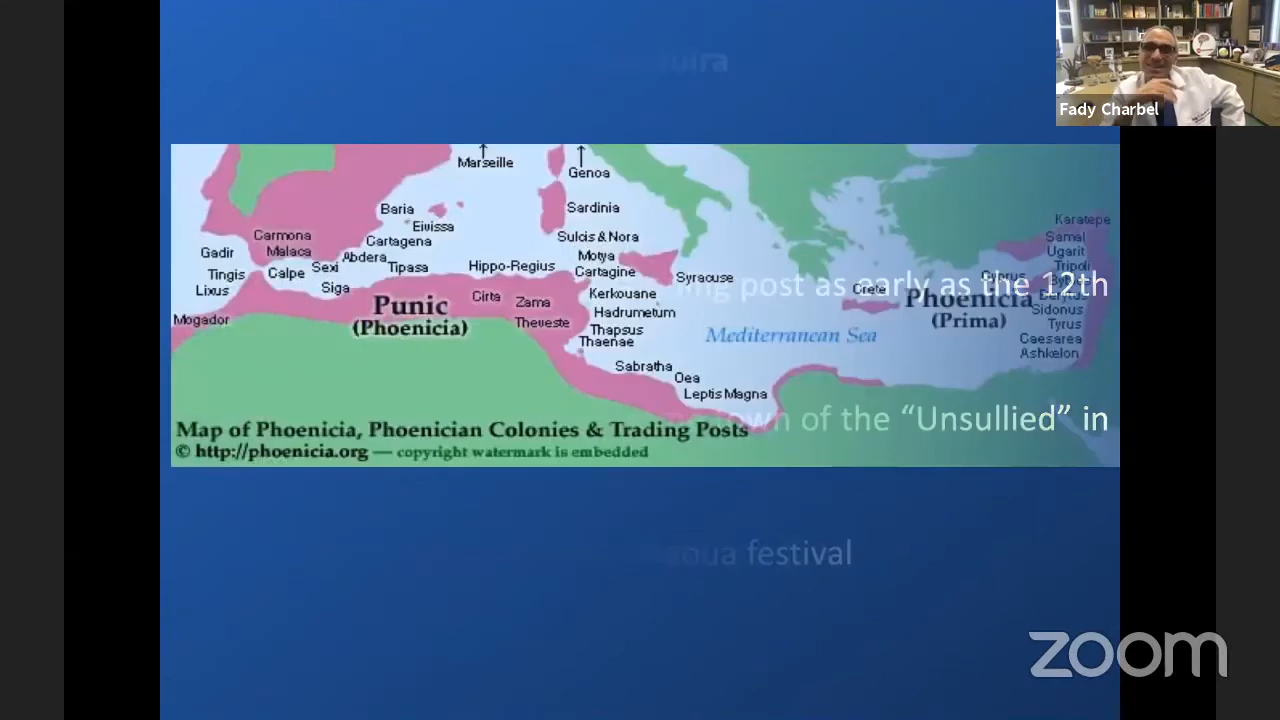 Fady Charbel
Marseille
Genoa
Baria
Eiwissa
Sardinia
Karatepe
Carmona
Cartagena
Sulcis & Nora
Samal
Gadir
Malaca
Abdera
Motya
Ugarit
Tingis
Calpe
Sexi
Tipasa
Hippo-Regius
Cartagine
Syracuse
Cyprus
Tripoli
Lixus
Siga
Cirta
Zama
Kerkouane
Crete
post as early as the 12th
Punic
(Phoenicia)
Phoenicia
(Prima)
Mogador
Theveste
Hadrumetum
Thapsus
Thaenae
Mediterranean Sea
Sidonus
Tyrus
Caesarea
Ashkelon
Sabratha
Oea
Leptis Magna
of the “Unsullied” in
Map of Phoenicia, Phoenician Colonies & Trading Posts
© http://phoenicia.org — copyright watermark is embedded
festival
zoom